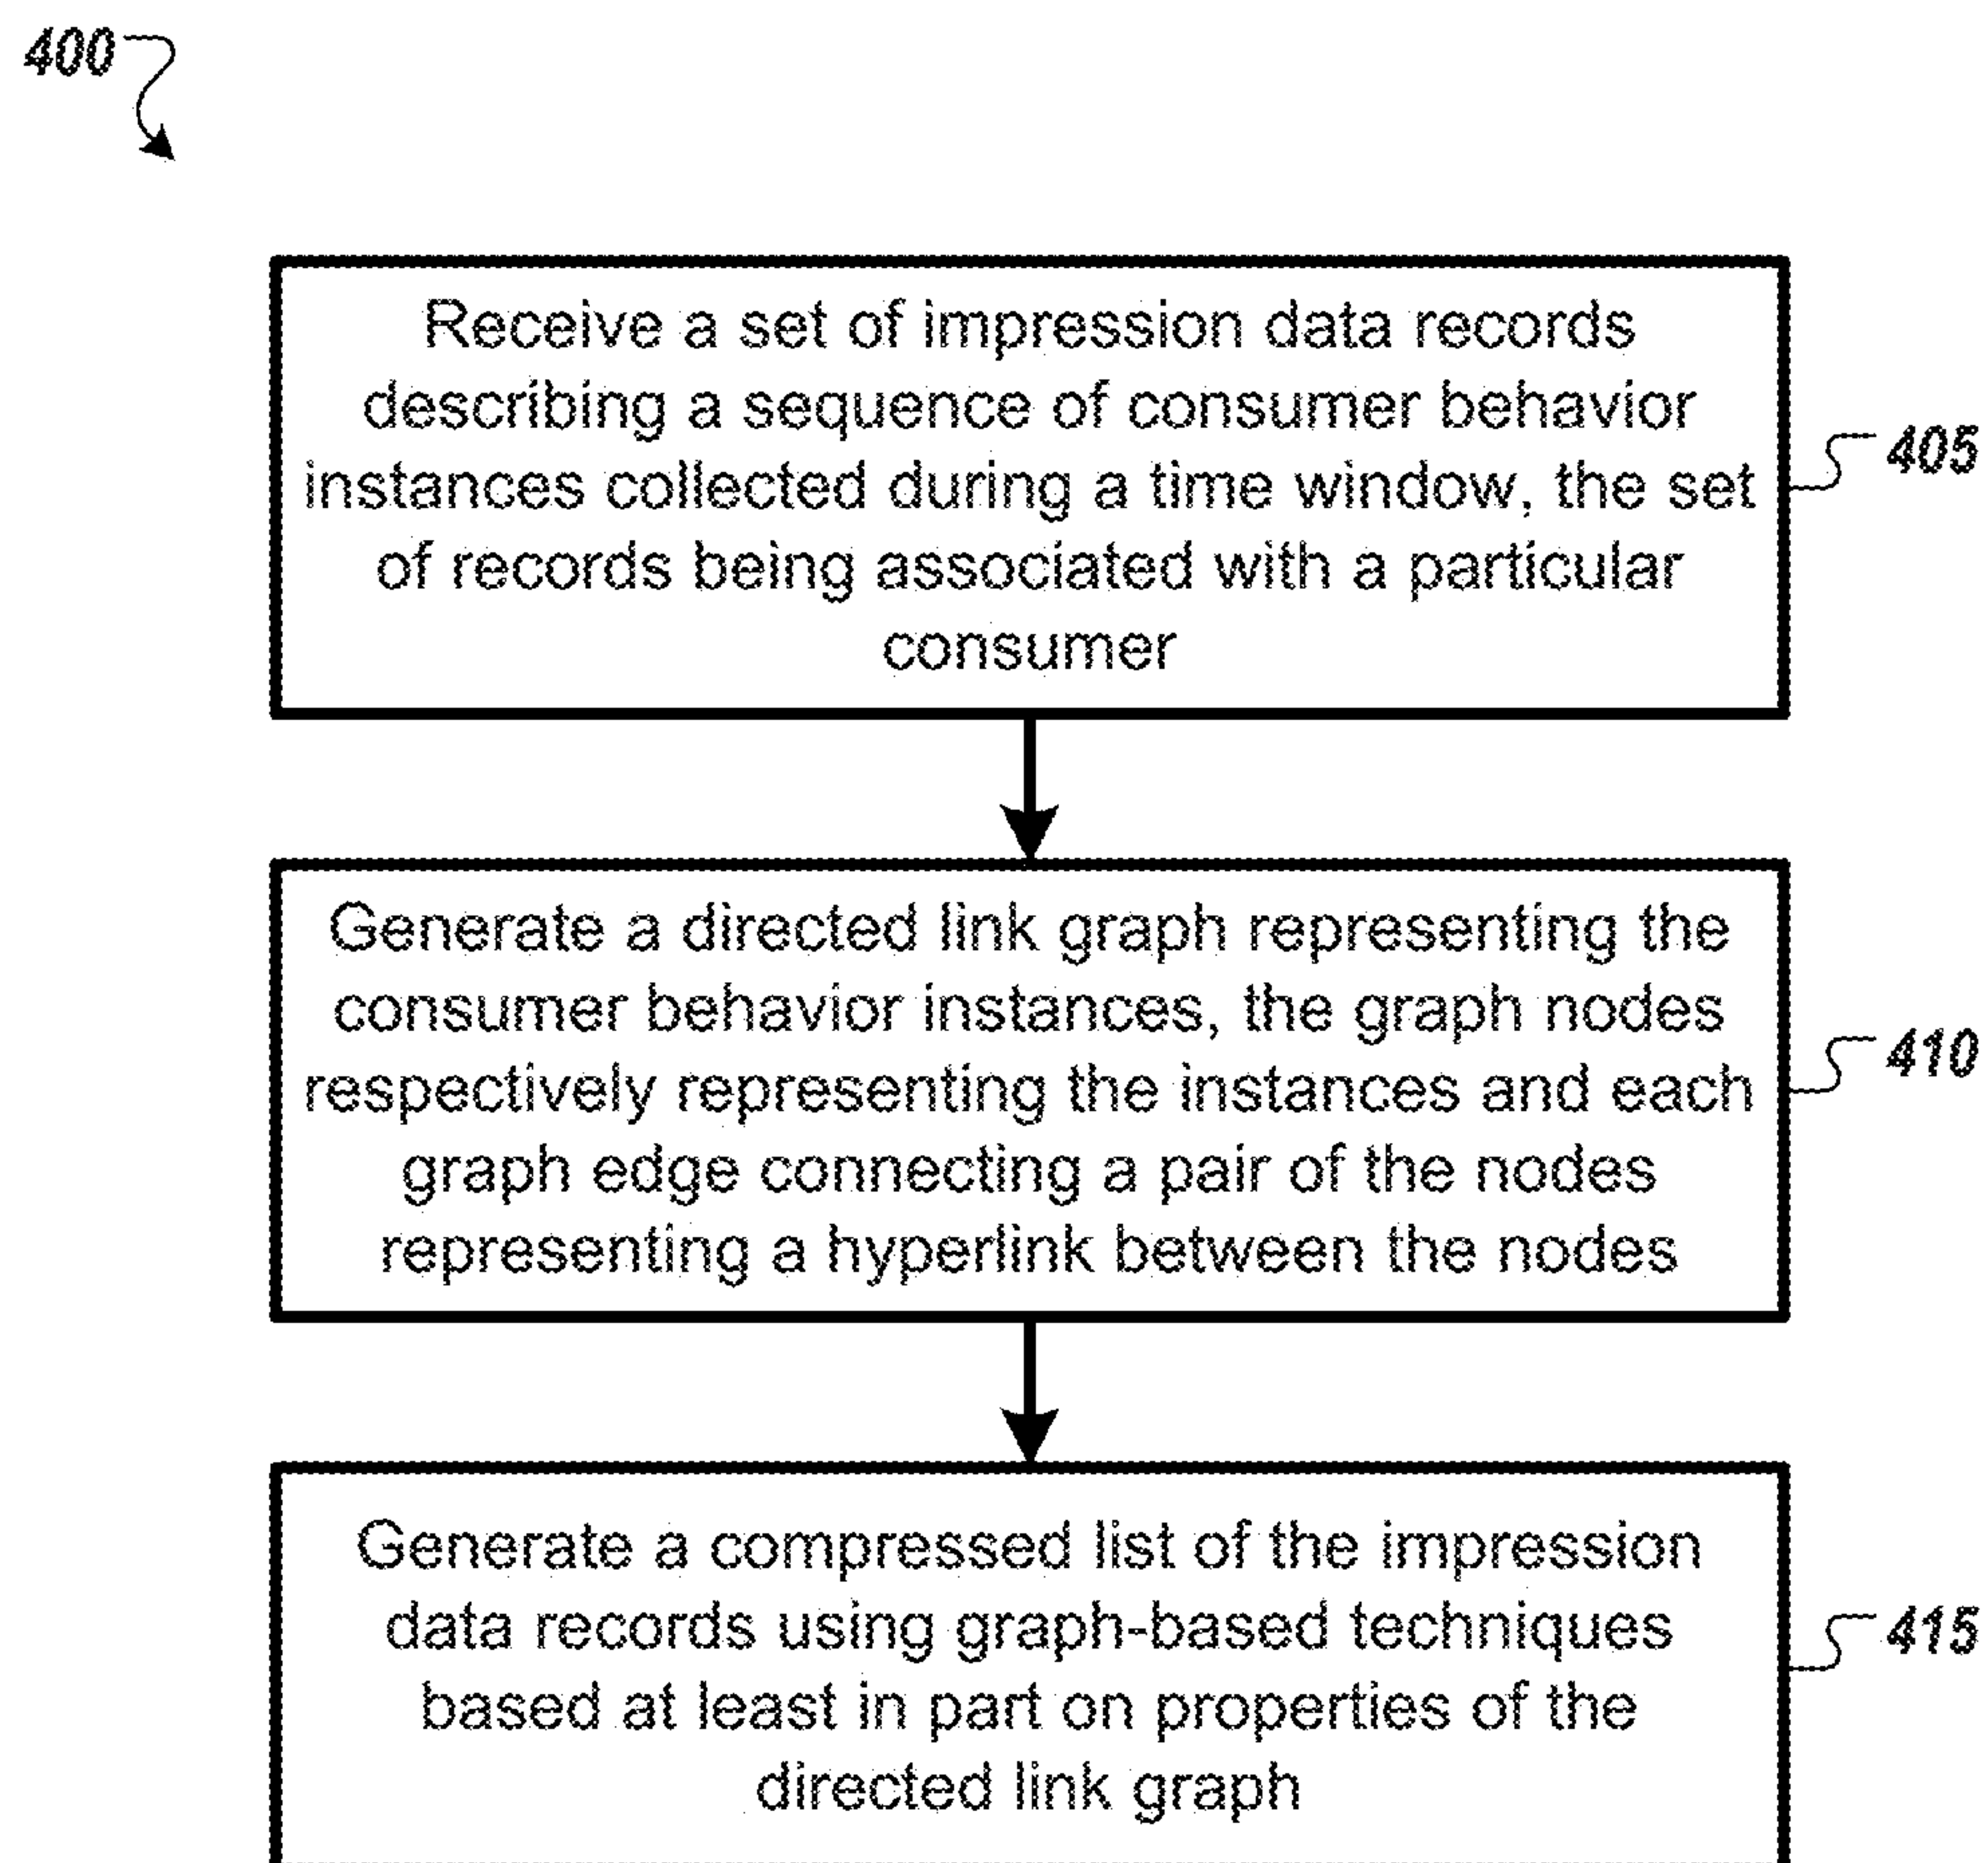 400
Receive a set of impression data records
describing a sequence of consumer behavior
instances collected during a time window, the set
of records being associated with a particular
consumer
405
Generate a directed link graph representing the
consumer behavior instances, the graph nodes
respectively representing the instances and each
graph edge connecting a pair of the nodes
representing a hyperlink between the nodes
410
Generate a compressed list of the impression
data records using graph-based techniques
based at least in part on properties of the
directed link graph
415